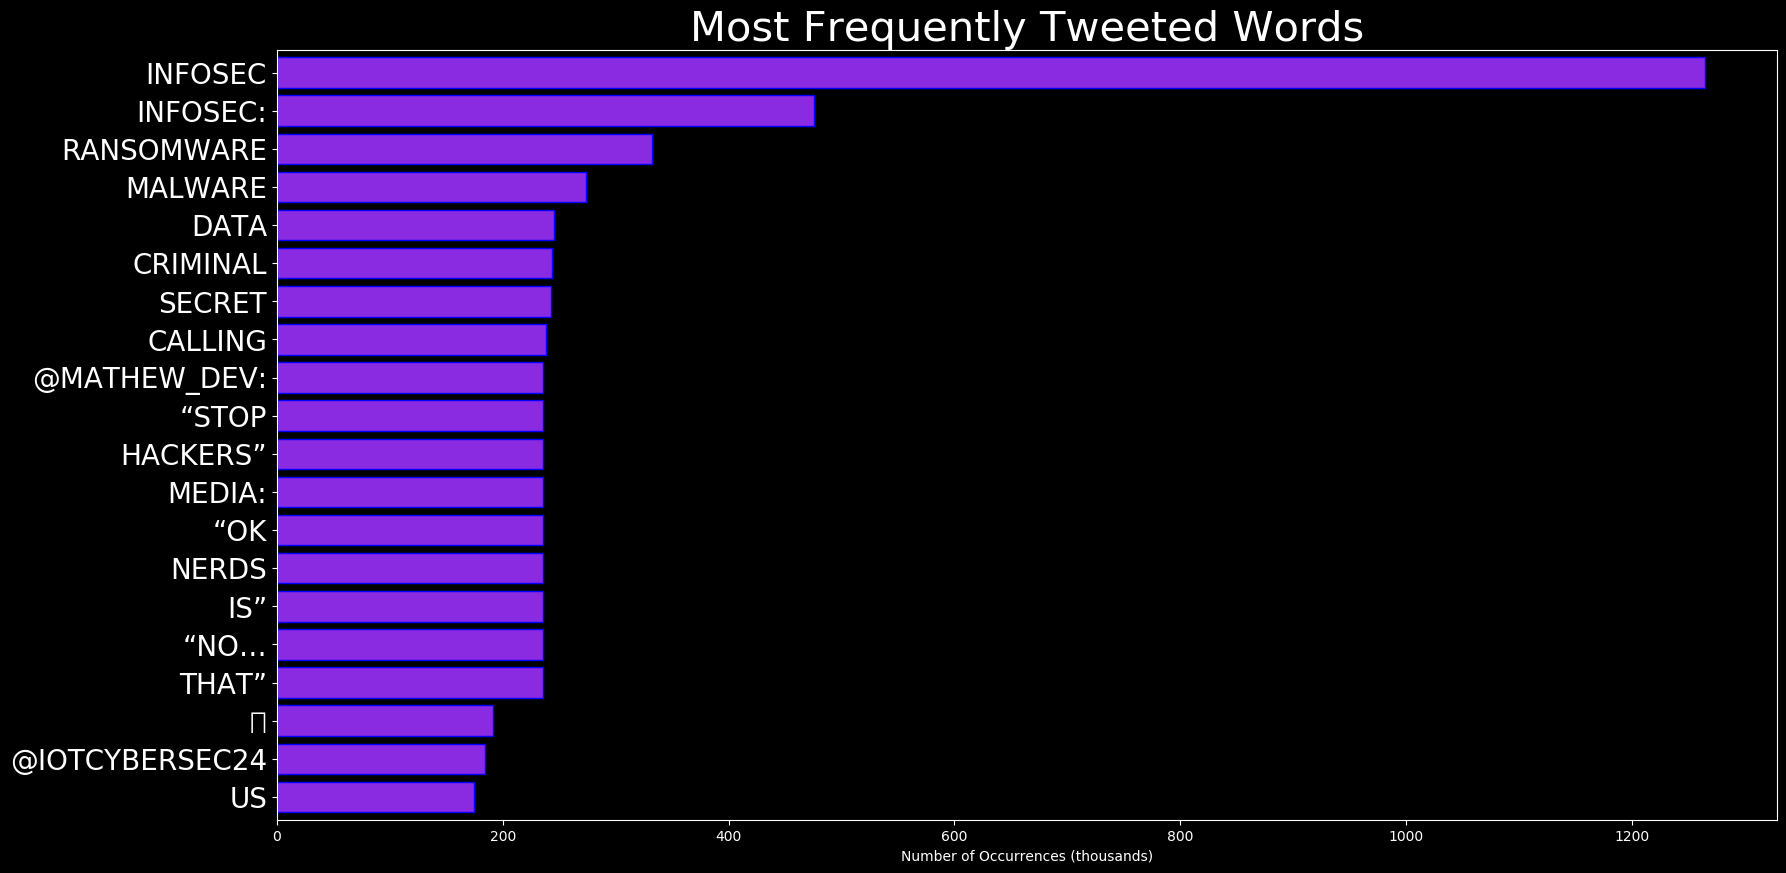 Most Frequently Tweeted Words
INFOSEC
INFOSEC:
RANSOMWARE
MALWARE
DATA
CRIMINAL
SECRET
CALLING
@MATHEW_DEV:
“STOP
HACKERS”
MEDIA:
“OK
NERDS
IS”
“NO…
THAT”
@IOTCYBERSEC24
US
0 200 400 600 800 1000 1200
Number of Occurrences (thousands)